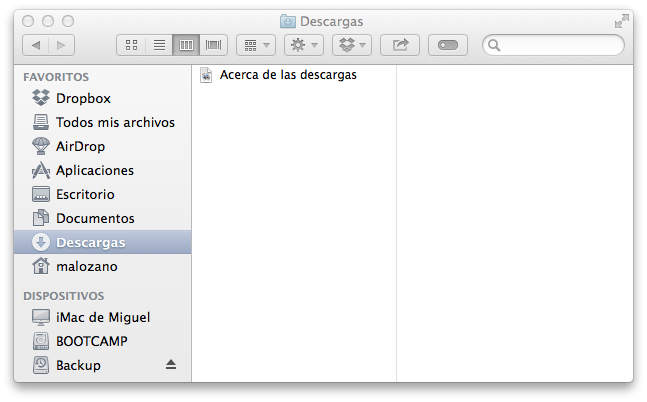 Descargas
FAVORITOS
Dropbox
Todos mis archivos
AirDrop
Aplicaciones
Escritorio
Documentos
Descargas
malozano
DISPOSITIVOS
iMac de Miguel
BOOTCAMP
Backup
Acerca de las descargas